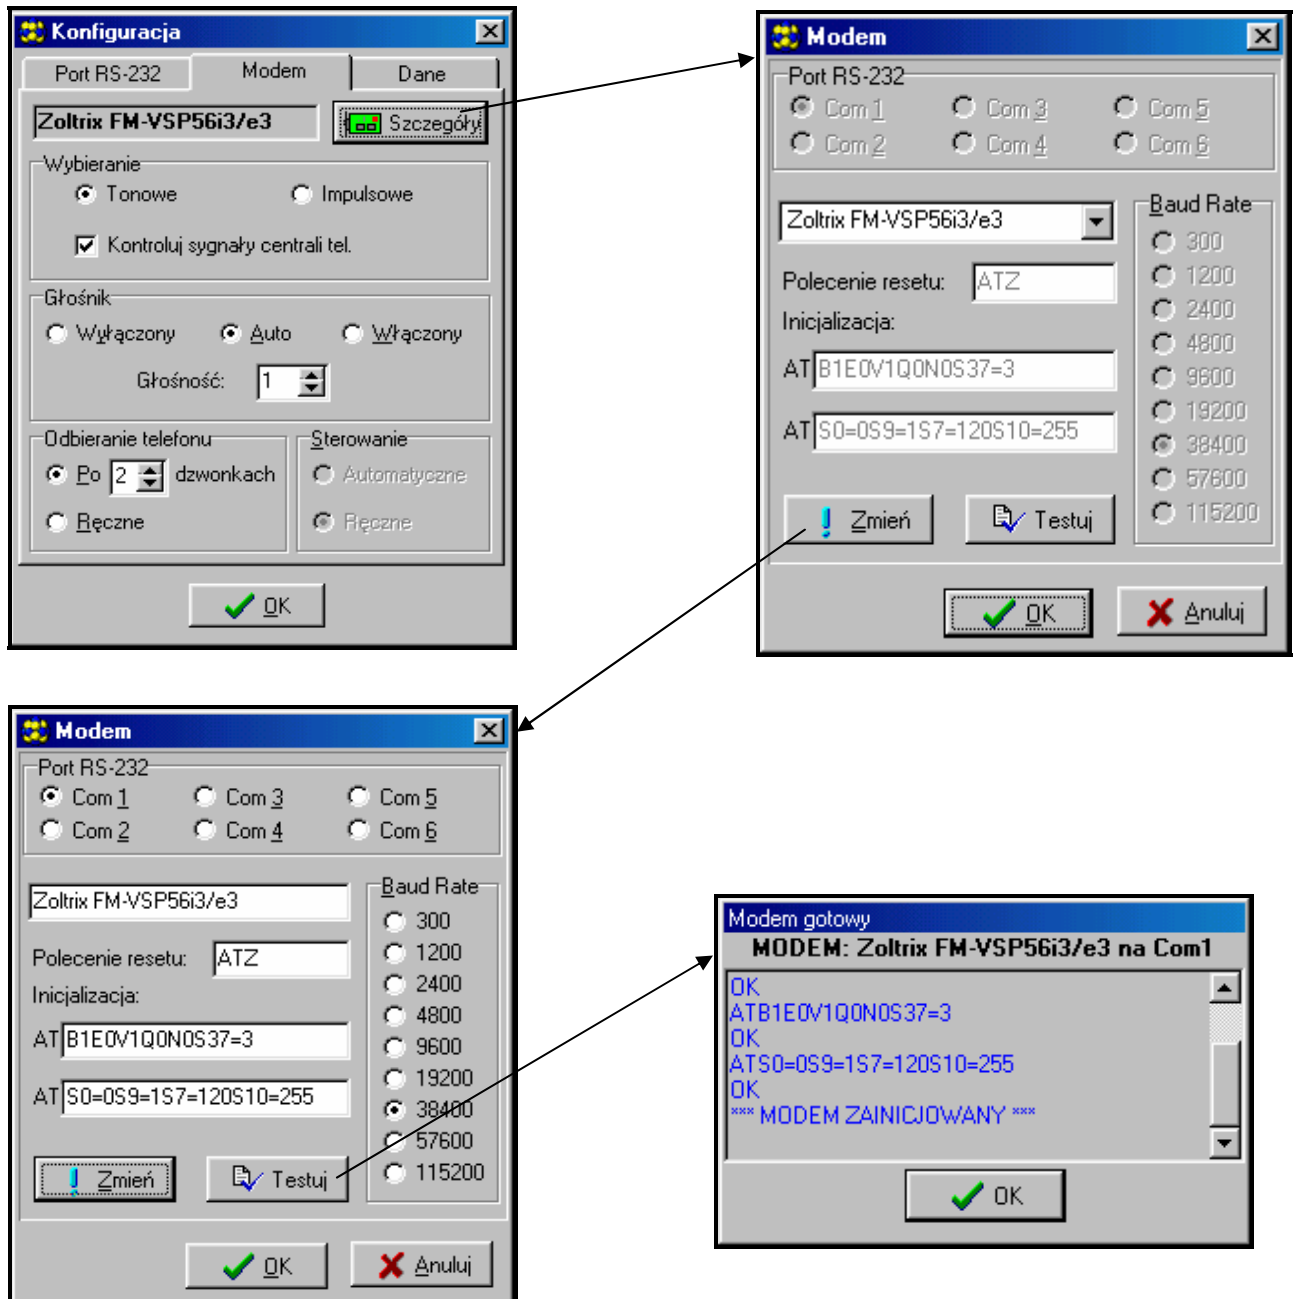 Konfiguracja
Port RS-232 Modem Dane
Zoltrix FM-VSP56i3/e3 Szczegóły
Wybieranie
Tonowe Impulsowe
Kontroluj sygnały centrali tel.
Głośnik
Wyłączony Auto Włączony
Głośność: 1
Odbieranie telefonu Sterowanie
Po 2 dzwonkach Automatyczne
Ręczne Ręczne
OK
Modem
Port RS-232
Com 1 Com 3 Com 5
Com 2 Com 4 Com 6
Zoltrix FM-VSP56i3/e3
Polecenie resetu: ATZ
Inicjalizacja:
AT B1E0V1Q0N0S37=3
AT S0=0S9=1S7=120S10=255
Baud Rate
300
1200
2400
4800
9600
19200
38400
57600
115200
Zmień Testuj
OK Anuluj
Modem
Port RS-232
Com 1 Com 3 Com 5
Com 2 Com 4 Com 6
Zoltrix FM-VSP56i3/e3
Polecenie resetu: ATZ
Inicjalizacja:
AT B1E0V1Q0N0S37=3
AT S0=0S9=1S7=120S10=255
Baud Rate
300
1200
2400
4800
9600
19200
38400
57600
115200
Zmień Testuj
OK Anuluj
Modem gotowy
MODEM: Zoltrix FM-VSP56i3/e3 na Com1
OK
ATB1E0V1Q0N0S37=3
OK
ATS0=0S9=1S7=120S10=255
OK
*** MODEM ZAINICJOWANY ***
OK